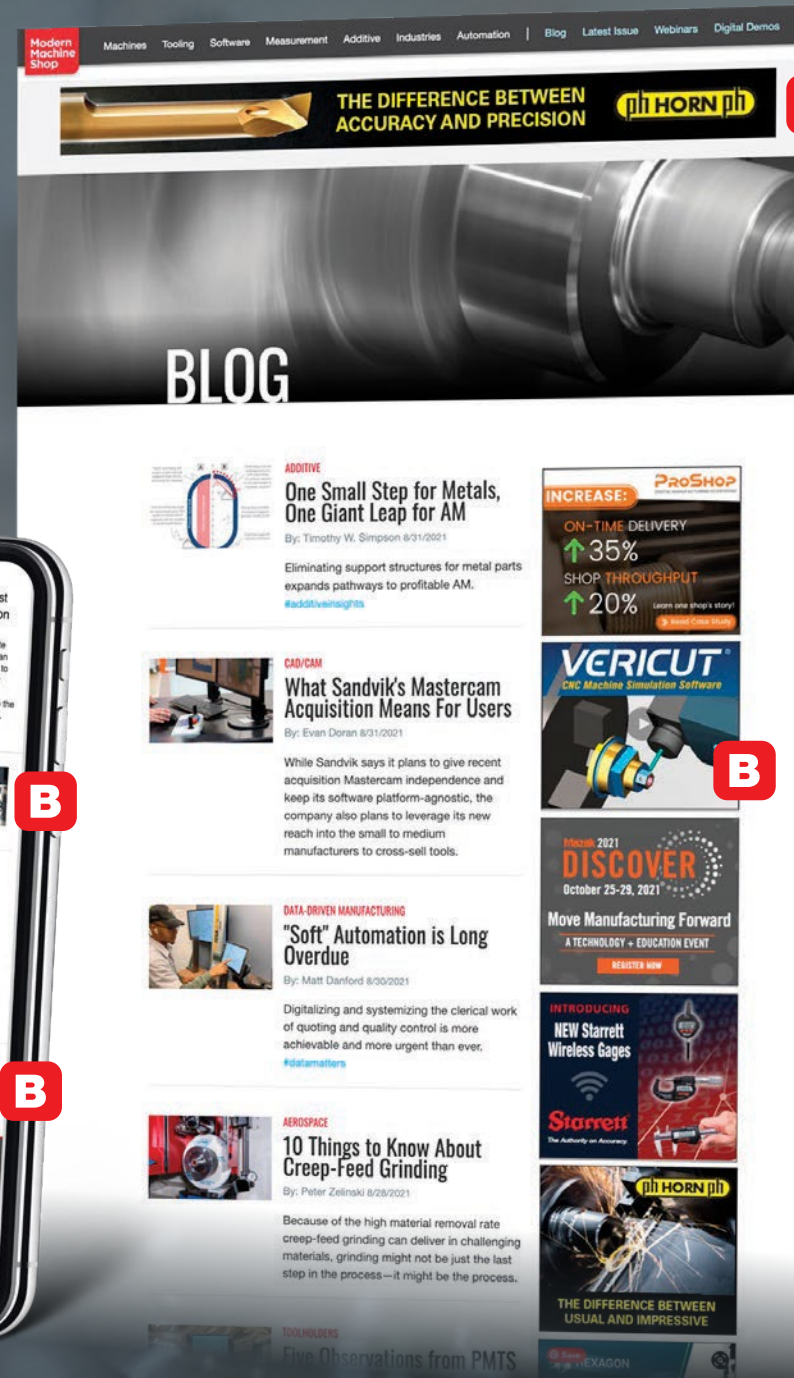 Modern
Machine
Shop
Machines Tooling Software Measurement Additive Industries Automation | Blog Latest Issue Webinars Digital Demos
THE DIFFERENCE BETWEEN
ACCURACY AND PRECISION
ph HORN ph
BLOG
ADDITIVE
One Small Step for Metals,
One Giant Leap for AM
By: Timothy W. Simpson 8/31/2021
Eliminating support structures for metal parts
expands pathways to profitable AM.
#additiveinsights
CAD/CAM
What Sandvik's Mastercam
Acquisition Means For Users
By: Evan Doran 8/31/2021
While Sandvik says it plans to give recent
acquisition Mastercam independence and
keep its software platform-agnostic, the
company also plans to leverage its new
reach into the small to medium
manufacturers to cross-sell tools.
DATA-DRIVEN MANUFACTURING
"Soft" Automation is Long
Overdue
By: Matt Danford 8/30/2021
Digitalizing and systemizing the clerical work
of quoting and quality control is more
achievable and more urgent than ever.
#datamatters
AEROSPACE
10 Things to Know About
Creep-Feed Grinding
By: Peter Zelinski 8/28/2021
Because of the high material removal rate
creep-feed grinding can deliver in challenging
materials, grinding might not be just the last
step in the process—it might be the process.
TOOLHOLDERS
Five Observations from PMTS
PROSHOP
INCREASE:
ON-TIME DELIVERY
35%
SHOP THROUGHPUT
20%
Learn one shop's story!
Read Case Study
VERICUT®
CNC Machine Simulation Software
B
Mazak 2021
DISCOVER
October 25-29, 2021
Move Manufacturing Forward
A TECHNOLOGY + EDUCATION EVENT
REGISTER NOW
INTRODUCING
NEW Starrett
Wireless Gages
Starrett
The Authority on Accuracy.
ph HORN ph
THE DIFFERENCE BETWEEN
USUAL AND IMPRESSIVE
Save
HEXAGON
on
to
the
B
B